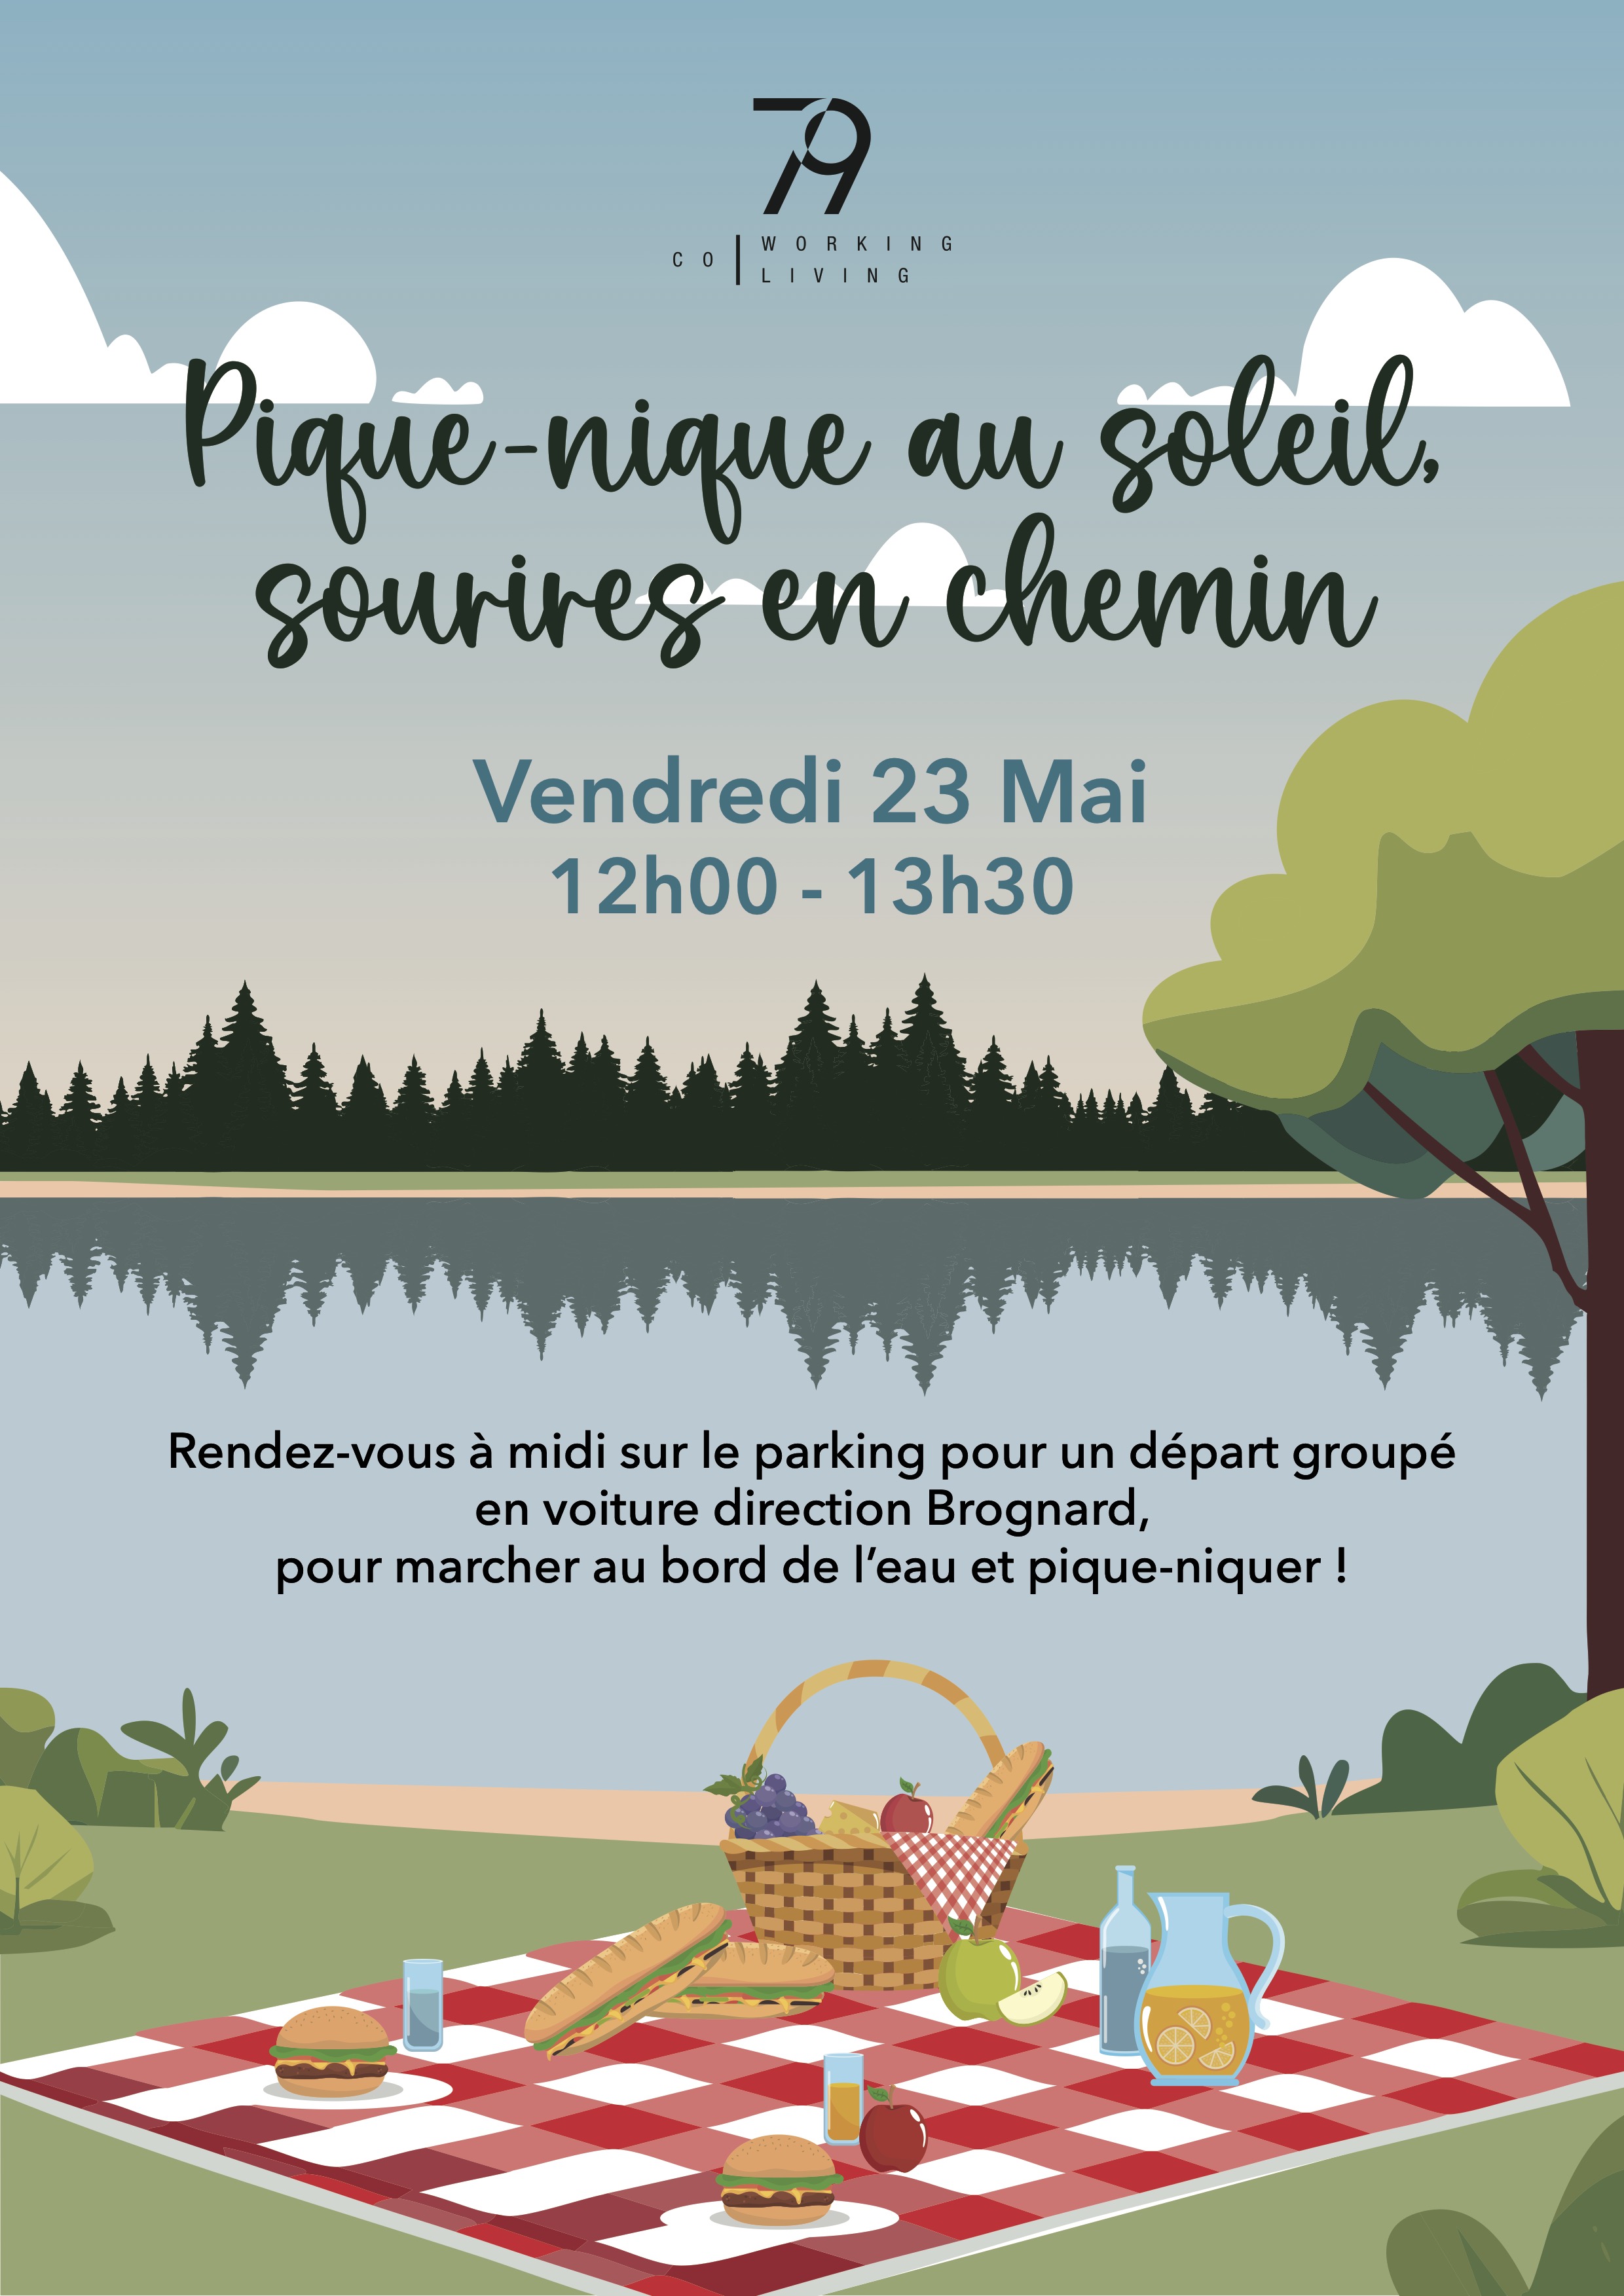 79
CO | WORKING
LIVING
Pique-nique au soleil,
sourires en chemin
Vendredi 23 Mai
12h00 - 13h30
Rendez-vous à midi sur le parking pour un départ groupé
en voiture direction Brognard,
pour marcher au bord de l’eau et pique-niquer !